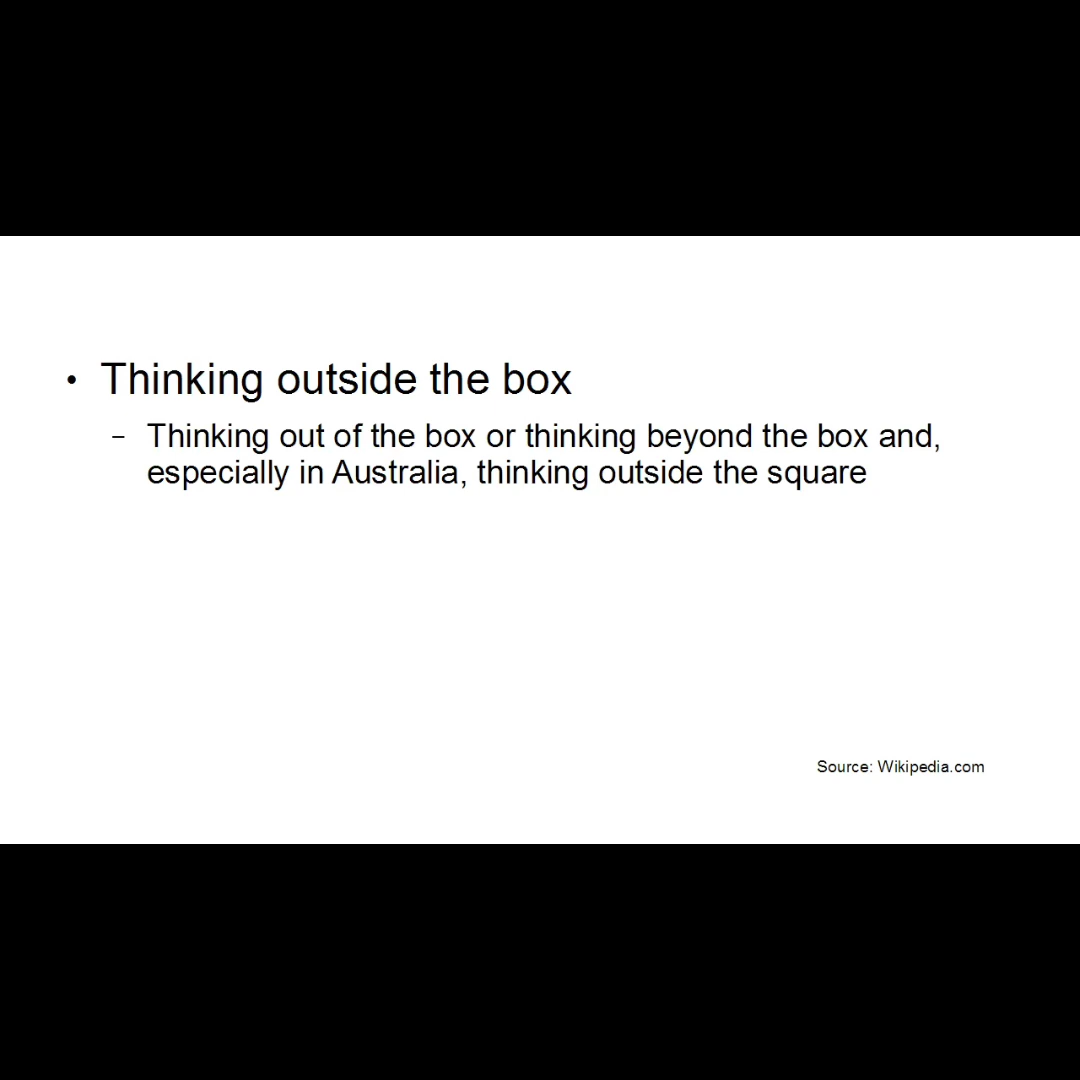 • Thinking outside the box
– Thinking out of the box or thinking beyond the box and,
especially in Australia, thinking outside the square
Source: Wikipedia.com